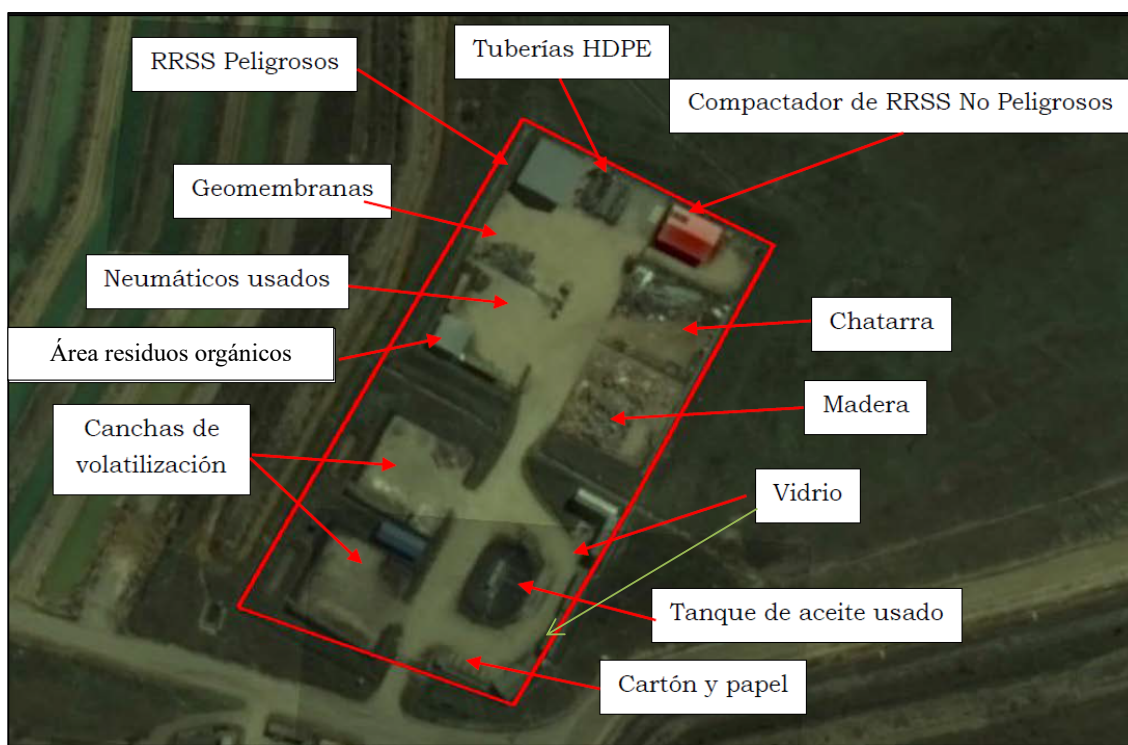 Tuberías HDPE
RRSS Peligrosos
Compactador de RRSS No Peligrosos
Geomembranas
Neumáticos usados
Chatarra
Área residuos orgánicos
Madera
Canchas de
volatilización
Vidrio
Tanque de aceite usado
Cartón y papel